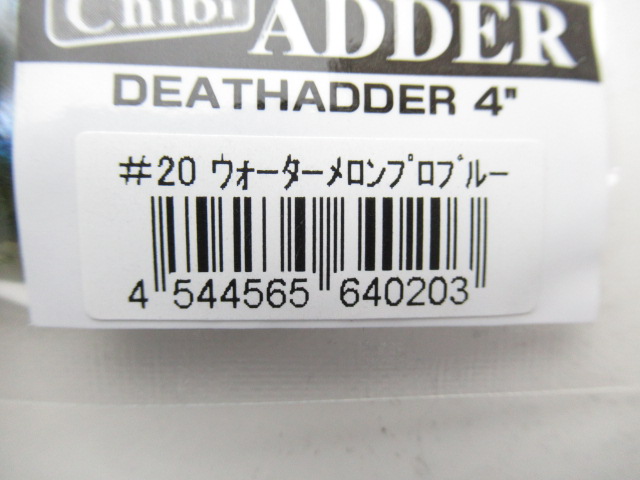 Chibi ADDER
DEATHADDER 4"
#20 ウォーターメロンプロブルー
4 544565 640203